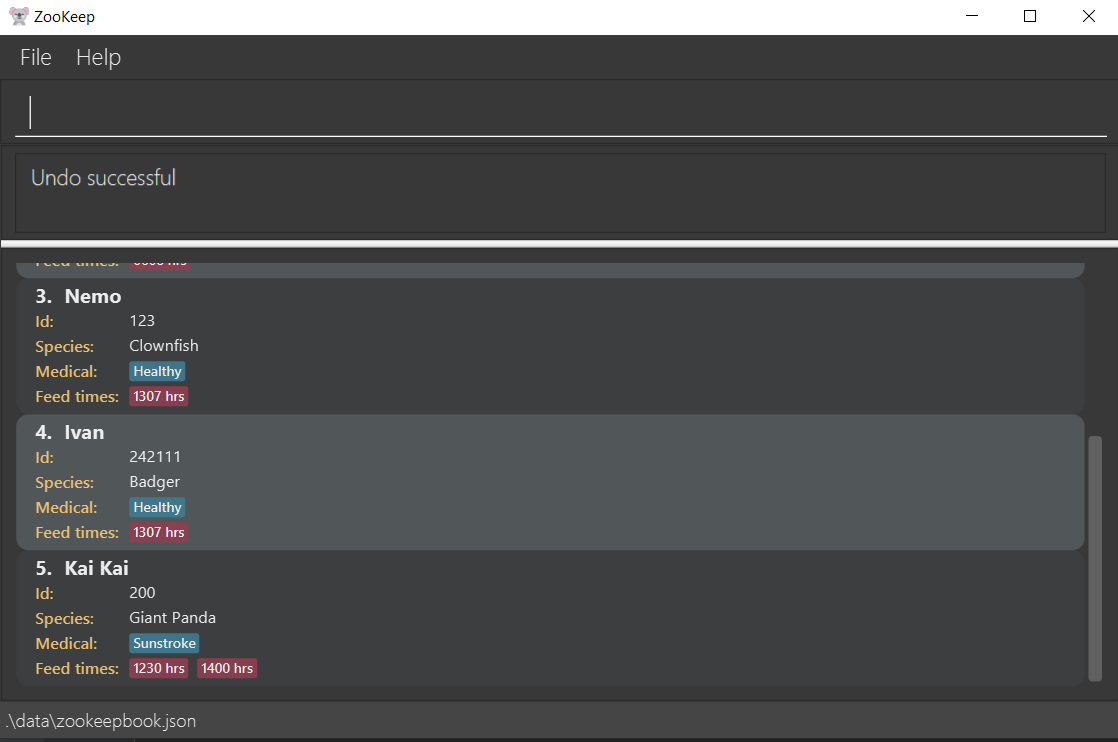 ZooKeep
File Help
Undo successful
Feed times:
3. Nemo
Id: 123
Species: Clownfish
Medical: Healthy
Feed times: 1307 hrs
4. Ivan
Id: 242111
Species: Badger
Medical: Healthy
Feed times: 1307 hrs
5. Kai Kai
Id: 200
Species: Giant Panda
Medical: Sunstroke
Feed times: 1230 hrs 1400 hrs
.\data\zookeepbook.json